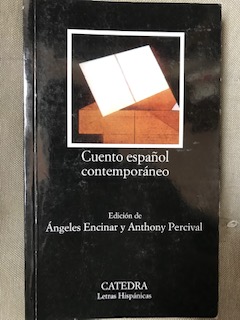 Cuento español
contemporáneo
Edición de
Ángeles Encinar y Anthony Percival
CATEDRA
Letras Hispánicas